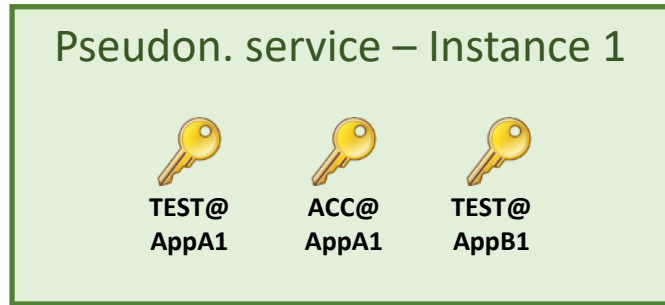 Pseudon. service – Instance 1
TEST@
AppA1
ACC@
AppA1
TEST@
AppB1